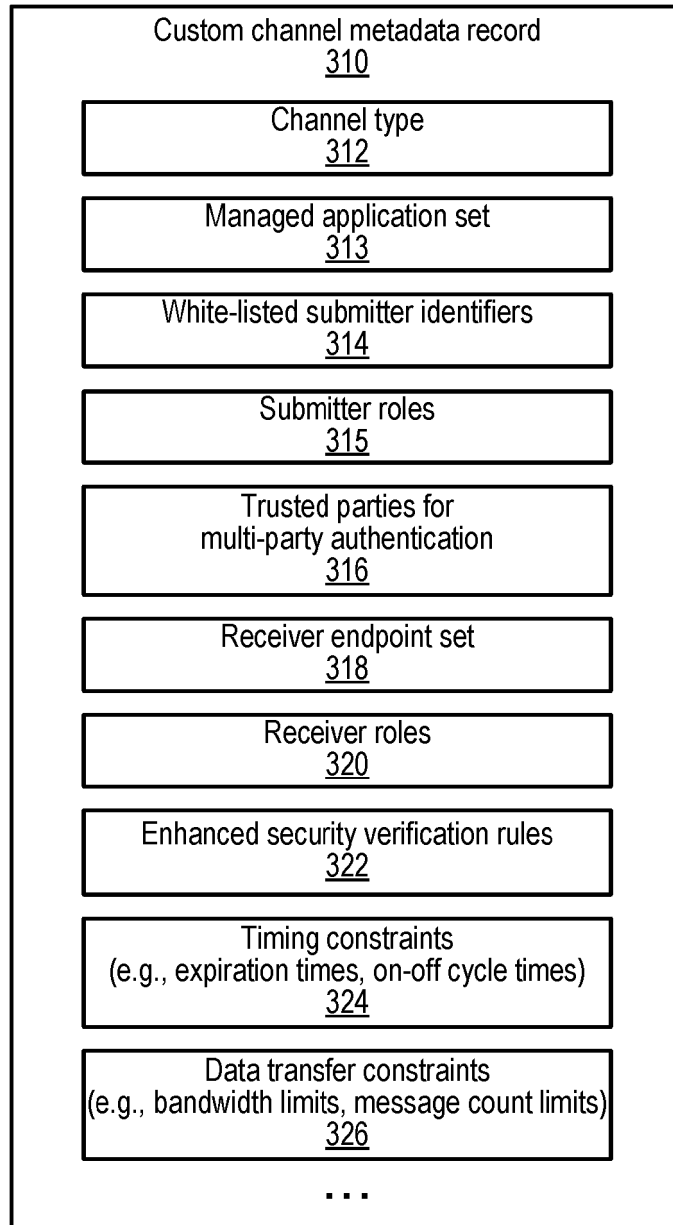 Custom channel metadata record
310
Channel type
312
Managed application set
313
White-listed submitter identifiers
314
Submitter roles
315
Trusted parties for
multi-party authentication
316
Receiver endpoint set
318
Receiver roles
320
Enhanced security verification rules
322
Timing constraints
(e.g., expiration times, on-off cycle times)
324
Data transfer constraints
(e.g., bandwidth limits, message count limits)
326
...